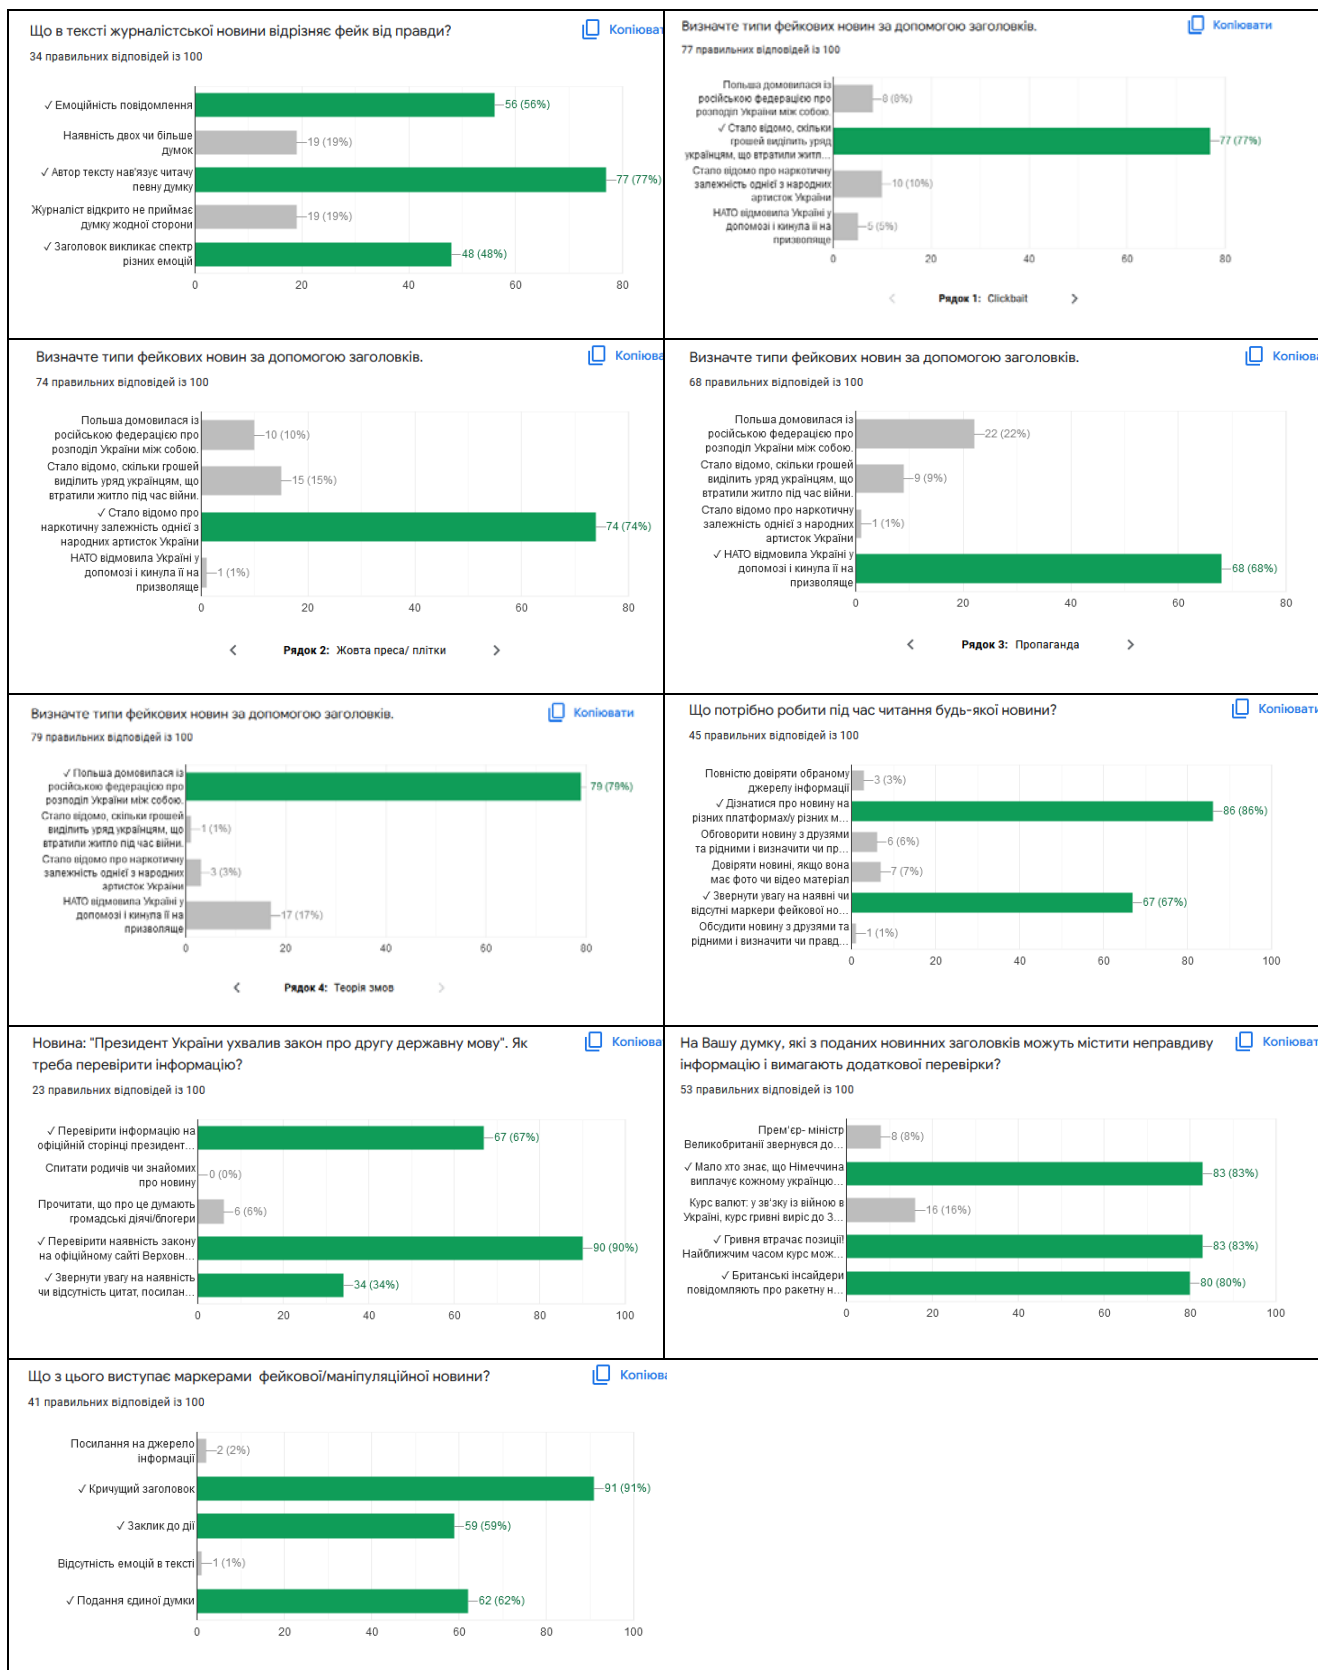 Що в тексті журналістської новини відрізняє фейк від правди?
Копіюват
34 правильних відповідей із 100
✓ Емоційність повідомлення
56 (56%)
Наявність двох чи більше
думок
19 (19%)
✓ Автор тексту нав'язує читачу
певну думку
77 (77%)
Журналіст відкрито не приймає
думку жодної сторони
19 (19%)
✓ Заголовок викликає спектр
різних емоцій
48 (48%)
0 20 40 60 80
Визначте типи фейкових новин за допомогою заголовків.
Копіювати
77 правильних відповідей із 100
Польша домовилася із
російською федерацією про
розподіл України між собою.
8 (8%)
✓ Стало відомо, скільки
грошей виділить уряд
українцям, що втратили житл...
77 (77%)
Стало відомо про наркотичну
залежність однієї з народних
артисток України
10 (10%)
НАТО відмовила Україні у
допомозі і кинула її на
призволяще
5 (5%)
0 20 40 60 80
Рядок 1: Clickbait
Визначте типи фейкових новин за допомогою заголовків.
Копіюва
74 правильних відповідей із 100
Польша домовилася із
російською федерацією про
розподіл України між собою.
10 (10%)
Стало відомо, скільки грошей
виділить уряд українцям, що
втратили житло під час війни.
15 (15%)
✓ Стало відомо про
наркотичну залежність однієї з
народних артисток України
74 (74%)
НАТО відмовила Україні у
допомозі і кинула її на
призволяще
1 (1%)
0 20 40 60 80
Рядок 2: Жовта преса/ плітки
Визначте типи фейкових новин за допомогою заголовків.
Копіюва
68 правильних відповідей із 100
Польша домовилася із
російською федерацією про
розподіл України між собою.
22 (22%)
Стало відомо, скільки грошей
виділить уряд українцям, що
втратили житло під час війни.
9 (9%)
Стало відомо про наркотичну
залежність однієї з народних
артисток України
1 (1%)
✓ НАТО відмовила Україні у
допомозі і кинула її на
призволяще
68 (68%)
0 20 40 60 80
Рядок 3: Пропаганда
Визначте типи фейкових новин за допомогою заголовків.
Копіювати
79 правильних відповідей із 100
✓ Польша домовилася із
російською федерацією про
розподіл України між собою.
79 (79%)
Стало відомо, скільки грошей
виділить уряд українцям, що
втратили житло під час війни.
1 (1%)
Стало відомо про наркотичну
залежність однієї з народних
артисток України
3 (3%)
НАТО відмовила Україні у
допомозі і кинула її на
призволяще
17 (17%)
0 20 40 60 80
Рядок 4: Теорія змов
Що потрібно робити під час читання будь-якої новини?
Копіювати
45 правильних відповідей із 100
Повністю довіряти обраному
джерелу інформації
3 (3%)
✓ Дізнатися про новину на
різних платформах/у різних м...
86 (86%)
Обговорити новину з друзями
та рідними і визначити чи пр...
6 (6%)
Довіряти новині, якщо вона
має фото чи відео матеріал
7 (7%)
✓ Звернути увагу на наявні чи
відсутні маркери фейкової но...
67 (67%)
Обсудити новину з друзями та
рідними і визначити чи правд...
1 (1%)
0 20 40 60 80 100
Новина: "Президент України ухвалив закон про другу державну мову". Як
треба перевірити інформацію?
Копіюва
23 правильних відповідей із 100
✓ Перевірити інформацію на
офіційній сторінці президент...
67 (67%)
Спитати родичів чи знайомих
про новину
0 (0%)
Прочитати, що про це думають
громадські діячі/блогери
6 (6%)
✓ Перевірити наявність закону
на офіційному сайті Верховн...
90 (90%)
✓ Звернути увагу на наявність
чи відсутність цитат, посилан...
34 (34%)
0 20 40 60 80 100
На Вашу думку, які з поданих новинних заголовків можуть містити неправдиву
інформацію і вимагають додаткової перевірки?
Копіюват
53 правильних відповідей із 100
Прем'єр- міністр
Великобританії звернувся до...
8 (8%)
✓ Мало хто знає, що Німеччина
виплачує кожному українцю...
83 (83%)
Курс валют: у зв'зку із війною в
Україні, курс гривні виріс до 3...
16 (16%)
✓ Гривня втрачає позиції!
Найближчим часом курс мож...
83 (83%)
✓ Британські інсайдери
повідомляють про ракетну н...
80 (80%)
0 20 40 60 80 100
Що з цього виступає маркерами фейкової/маніпуляційної новини?
Копіюва
41 правильних відповідей із 100
Посилання на джерело
інформації
2 (2%)
✓ Кричущий заголовок
91 (91%)
✓ Заклик до дії
59 (59%)
Відсутність емоцій в тексті
1 (1%)
✓ Подання єдиної думки
62 (62%)
0 20 40 60 80 100